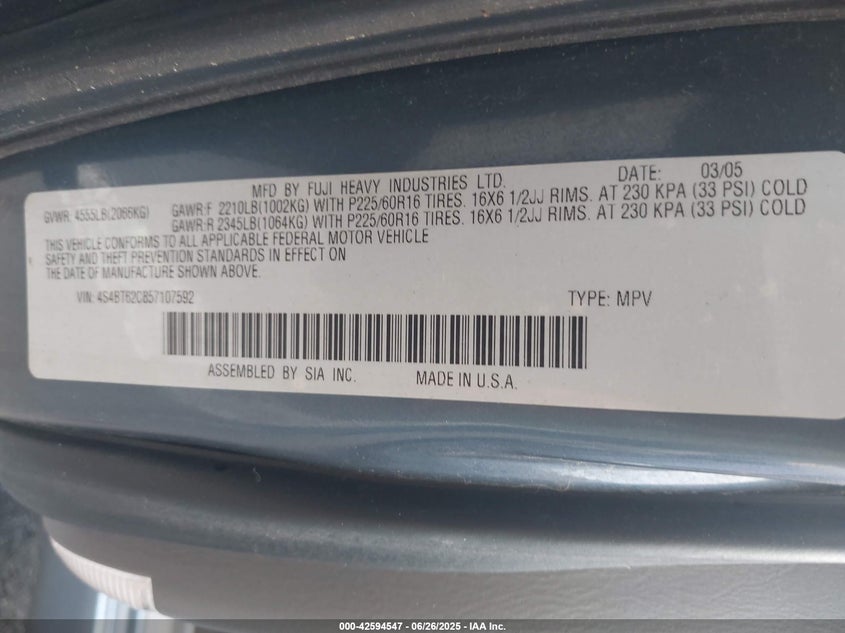 MFD BY FUJI HEAVY INDUSTRIES LTD. DATE: 03/05
GVWR 4555LB(2066KG) GAWR:F 2210LB(1002KG) WITH P225/60R16 TIRES. 16X6 1/2JJ RIMS. AT 230 KPA (33 PSI) COLD
GAWR:R 2345LB(1064KG) WITH P225/60R16 TIRES. 16X6 1/2JJ RIMS. AT 230 KPA (33 PSI) COLD
THIS VEHICLE CONFORMS TO ALL APPLICABLE FEDERAL MOTOR VEHICLE
SAFETY AND THEFT PREVENTION STANDARDS IN EFFECT ON
THE DATE OF MANUFACTURE SHOWN ABOVE.
VIN: 4S4BT62C857107592 TYPE: MPV
ASSEMBLED BY SIA INC. MADE IN U.S.A.
000-42594547 - 06/26/2025 - IAA Inc.